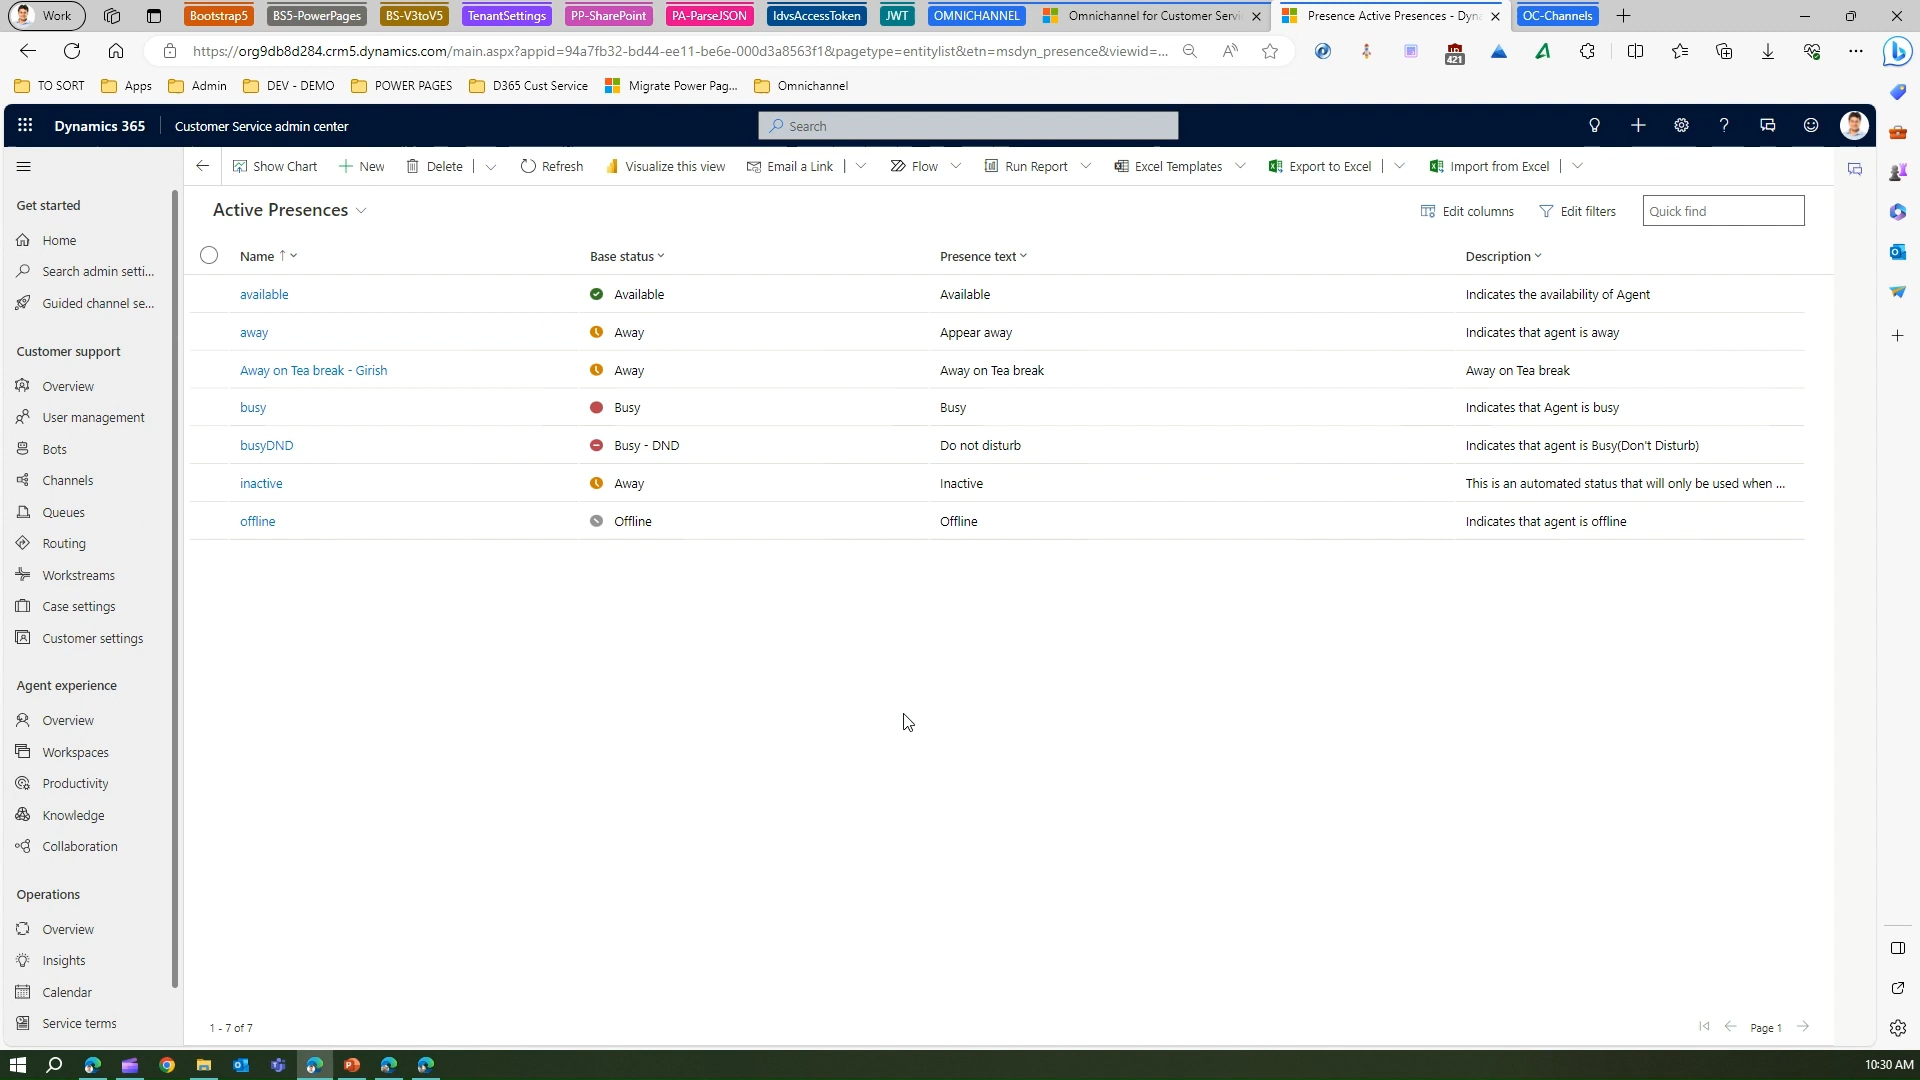 Work
Bootstrap5
BS5-PowerPages
BS-V3toV5
TenantSettings
PP-SharePoint
PA-ParseJSON
IdvsAccessToken
JWT
OMNICHANNEL
Omnichannel for Customer Servi
Presence Active Presences - Dyn
OC-Channels
https://org9db8d284.crm5.dynamics.com/main.aspx?appid=94a7fb32-bd44-ee11-be6e-000d3a8563f1&pagetype=entitylist&etn=msdyn_presence&viewid=...
421
TO SORT
Apps
Admin
DEV - DEMO
POWER PAGES
D365 Cust Service
Migrate Power Pag...
Omnichannel
Dynamics 365
Customer Service admin center
Search
Show Chart
New
Delete
Refresh
Visualize this view
Email a Link
Flow
Run Report
Excel Templates
Export to Excel
Import from Excel
Get started
Home
Search admin setti...
Guided channel se...
Customer support
Overview
User management
Bots
Channels
Queues
Routing
Workstreams
Case settings
Customer settings
Agent experience
Overview
Workspaces
Productivity
Knowledge
Collaboration
Operations
Overview
Insights
Calendar
Service terms
Active Presences
Edit columns
Edit filters
Quick find
Name ↑ Base status Presence text Description
available Available Available Indicates the availability of Agent
away Away Appear away Indicates that agent is away
Away on Tea break - Girish Away Away on Tea break Away on Tea break
busy Busy Busy Indicates that Agent is busy
busyDND Busy - DND Do not disturb Indicates that agent is Busy(Don't Disturb)
inactive Away Inactive This is an automated status that will only be used when ...
offline Offline Offline Indicates that agent is offline
1 - 7 of 7
Page 1
10:30 AM